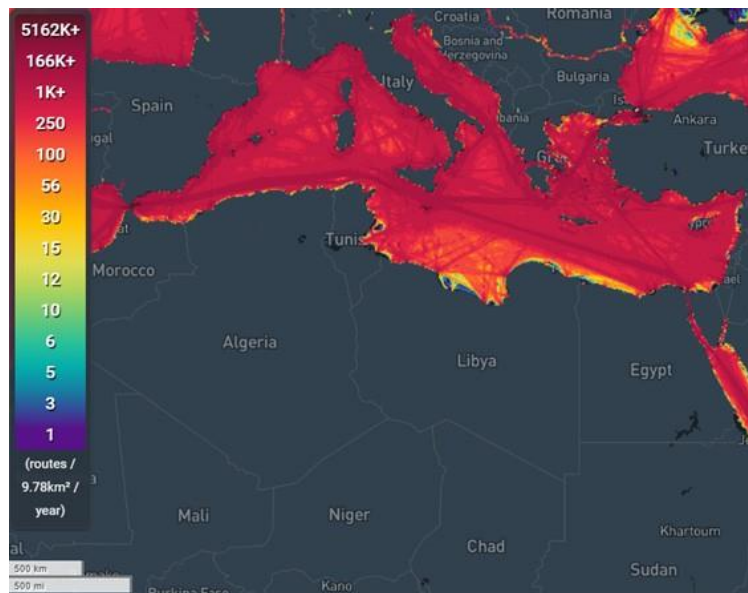 5162K+
166K+
1K+
250
100
56
30
15
12
10
6
5
3
1
(routes /
9.78km² /
year)
Croatia
Romania
Bosnia and
Italy
Bulgaria
Spain
Ankara
Tunis
Morocco
Algeria
Libya
Egypt
Mali
Niger
Chad
Khartoum
Sudan
Kano
500 km
500 mi